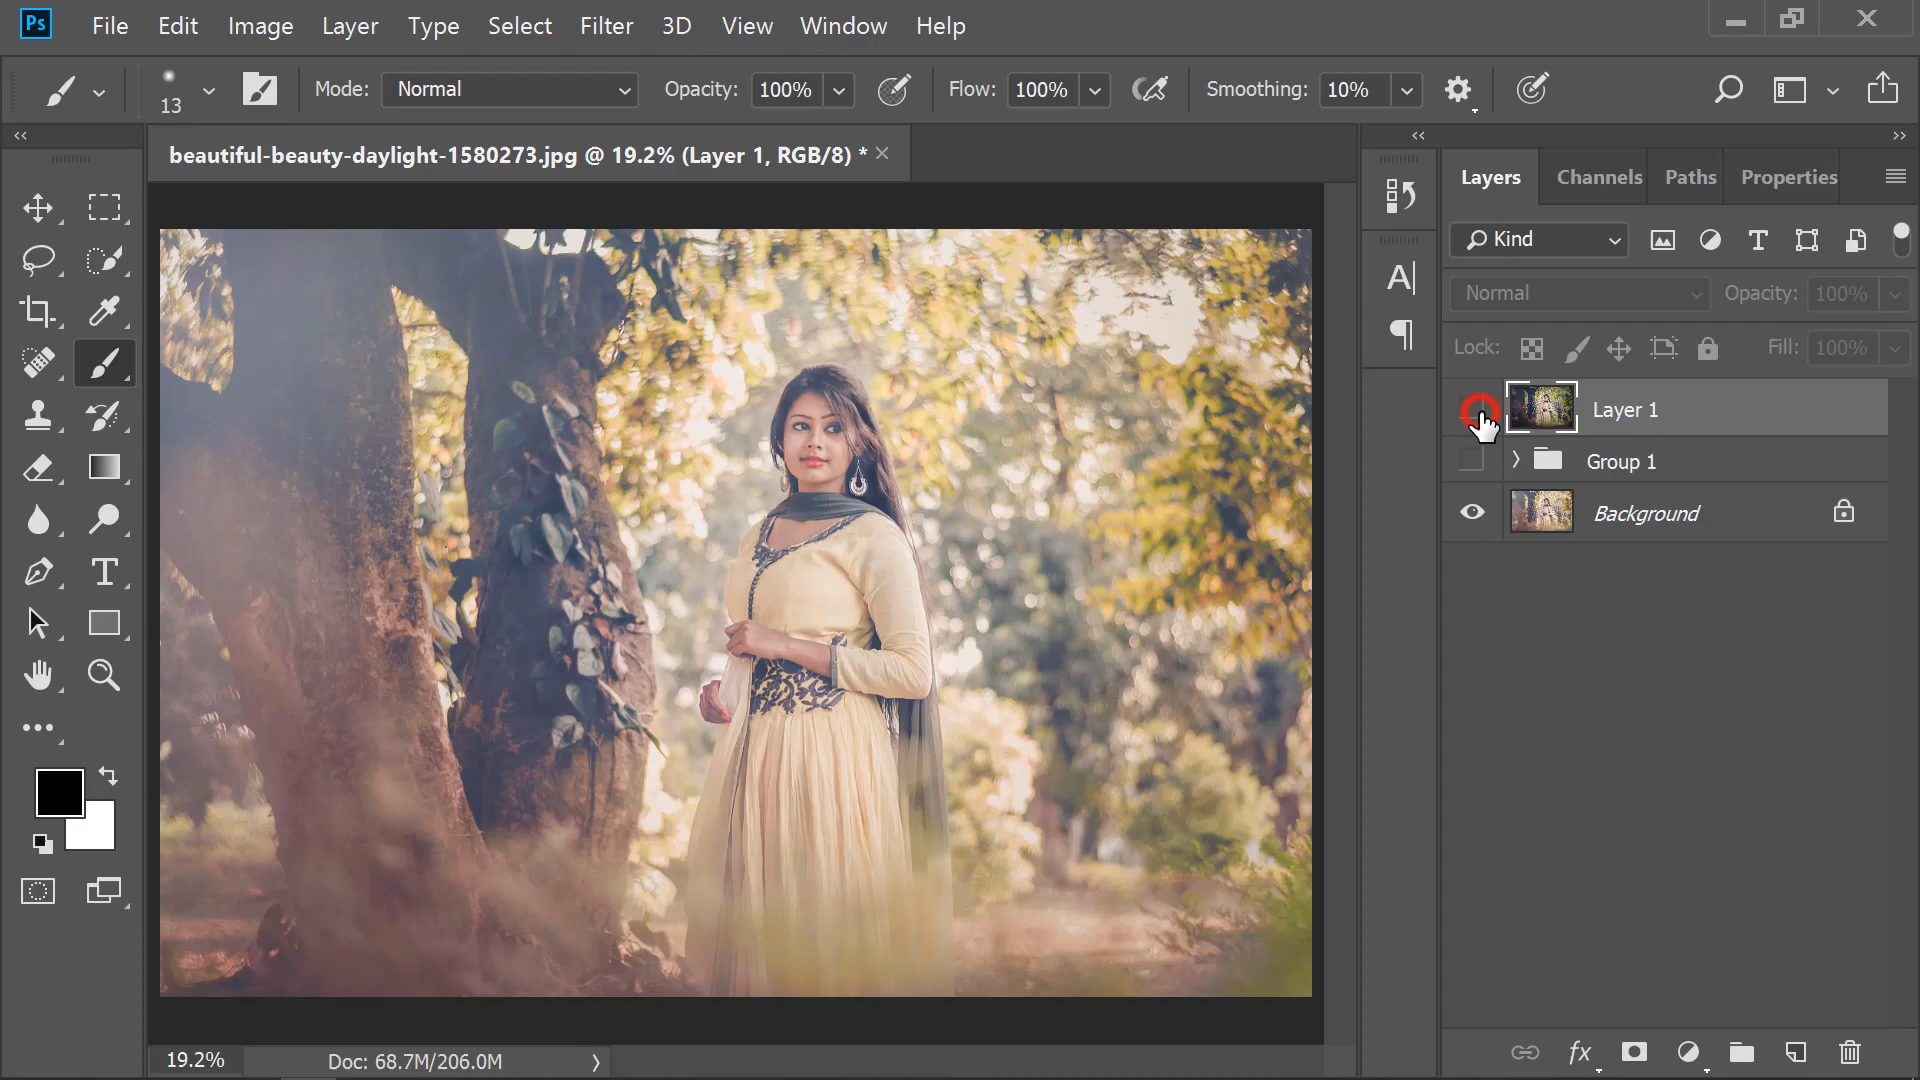 Ps File Edit Image Layer Type Select Filter 3D View Window Help
13 Mode: Normal Opacity: 100% Flow: 100% Smoothing: 10%
beautiful-beauty-daylight-1580273.jpg @ 19.2% (Layer 1, RGB/8) *
Layers Channels Paths Properties
Kind
Normal Opacity: 100%
Lock: Fill: 100%
Layer 1
Group 1
Background
19.2% Doc: 68.7M/206.0M
fx